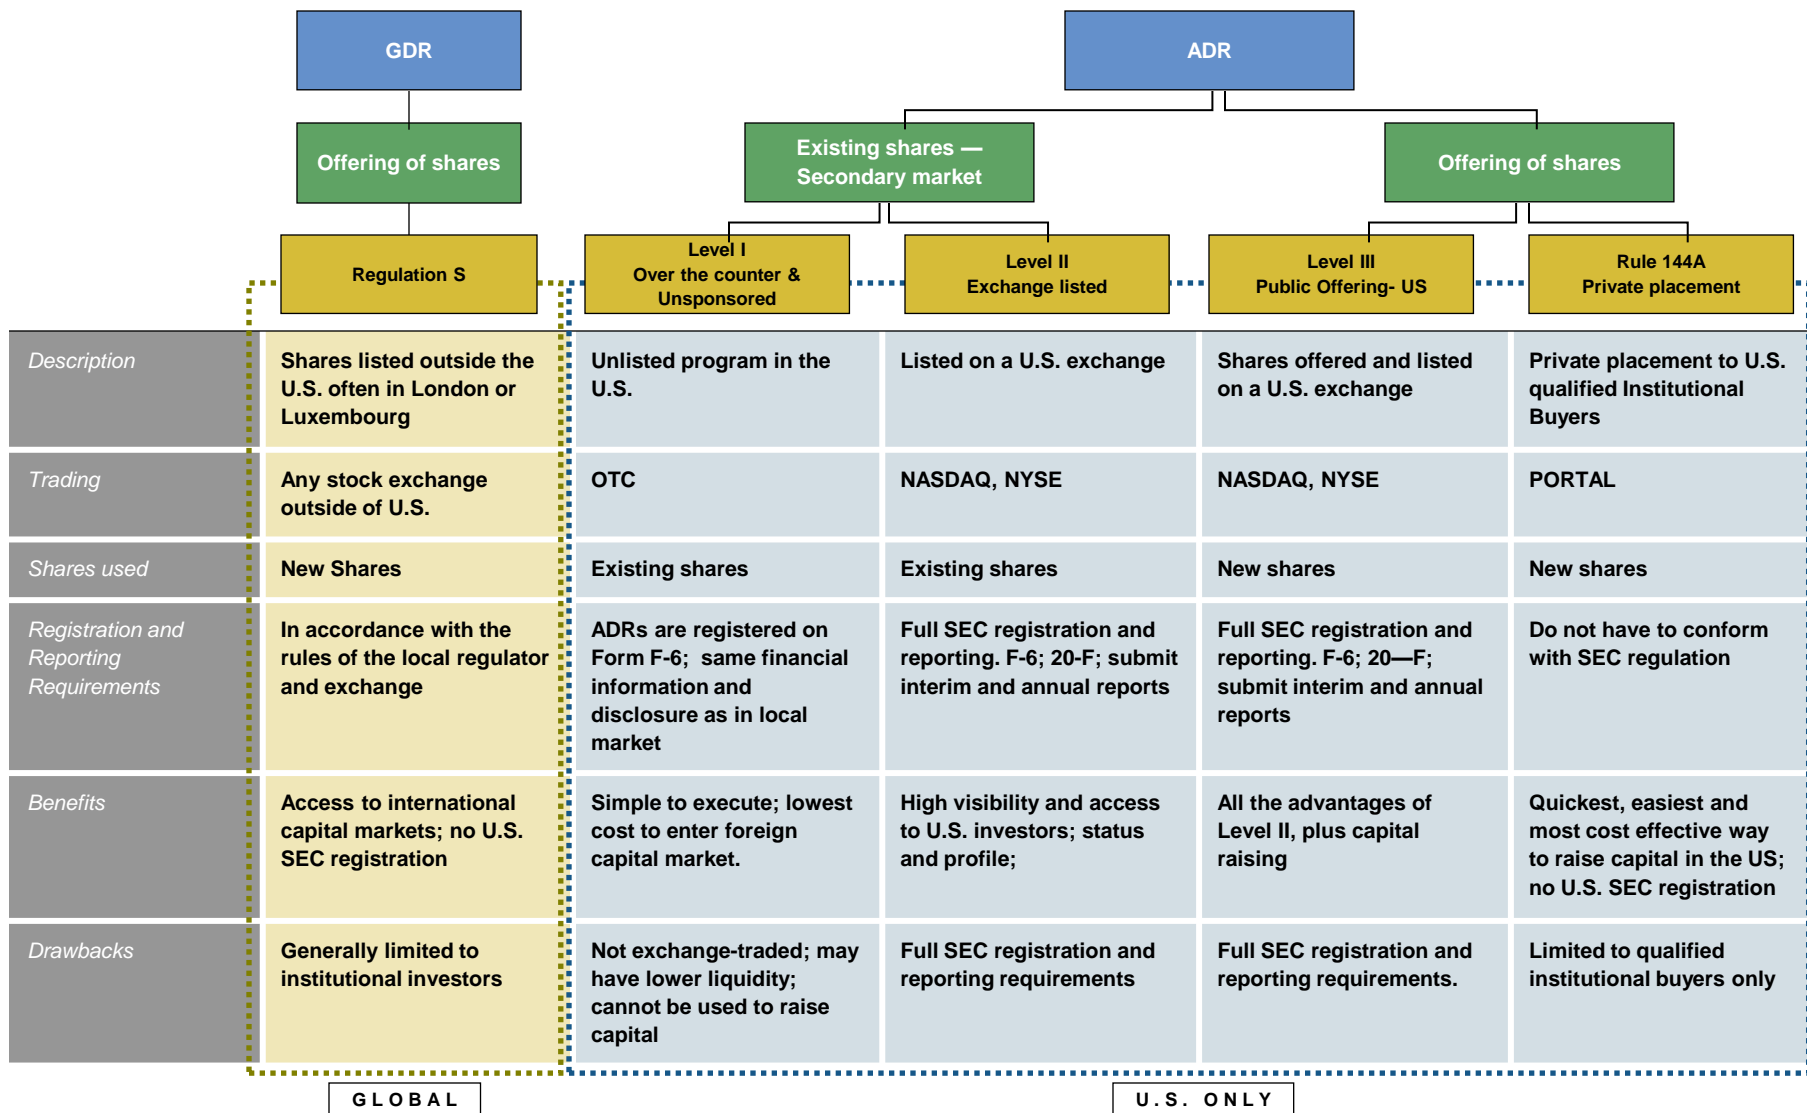 GDR
ADR
Offering of shares
Existing shares —
Secondary market
Offering of shares
Regulation S
Level I
Over the counter &
Unsponsored
Level II
Exchange listed
Level III
Public Offering- US
Rule 144A
Private placement
Description
Shares listed outside the
U.S. often in London or
Luxembourg
Unlisted program in the
U.S.
Listed on a U.S. exchange
Shares offered and listed
on a U.S. exchange
Private placement to U.S.
qualified Institutional
Buyers
Trading
Any stock exchange
outside of U.S.
OTC
NASDAQ, NYSE
NASDAQ, NYSE
PORTAL
Shares used
New Shares
Existing shares
Existing shares
New shares
New shares
Registration and
Reporting
Requirements
In accordance with the
rules of the local regulator
and exchange
ADRs are registered on
Form F-6;  same financial
information and
disclosure as in local
market
Full SEC registration and
reporting. F-6; 20-F; submit
interim and annual reports
Full SEC registration and
reporting. F-6; 20—F;
submit interim and annual
reports
Do not have to conform
with SEC regulation
Benefits
Access to international
capital markets; no U.S.
SEC registration
Simple to execute; lowest
cost to enter foreign
capital market.
High visibility and access
to U.S. investors; status
and profile;
All the advantages of
Level II, plus capital
raising
Quickest, easiest and
most cost effective way
to raise capital in the US;
no U.S. SEC registration
Drawbacks
Generally limited to
institutional investors
Not exchange-traded; may
have lower liquidity;
cannot be used to raise
capital
Full SEC registration and
reporting requirements
Full SEC registration and
reporting requirements.
Limited to qualified
institutional buyers only
GLOBAL
U.S. ONLY